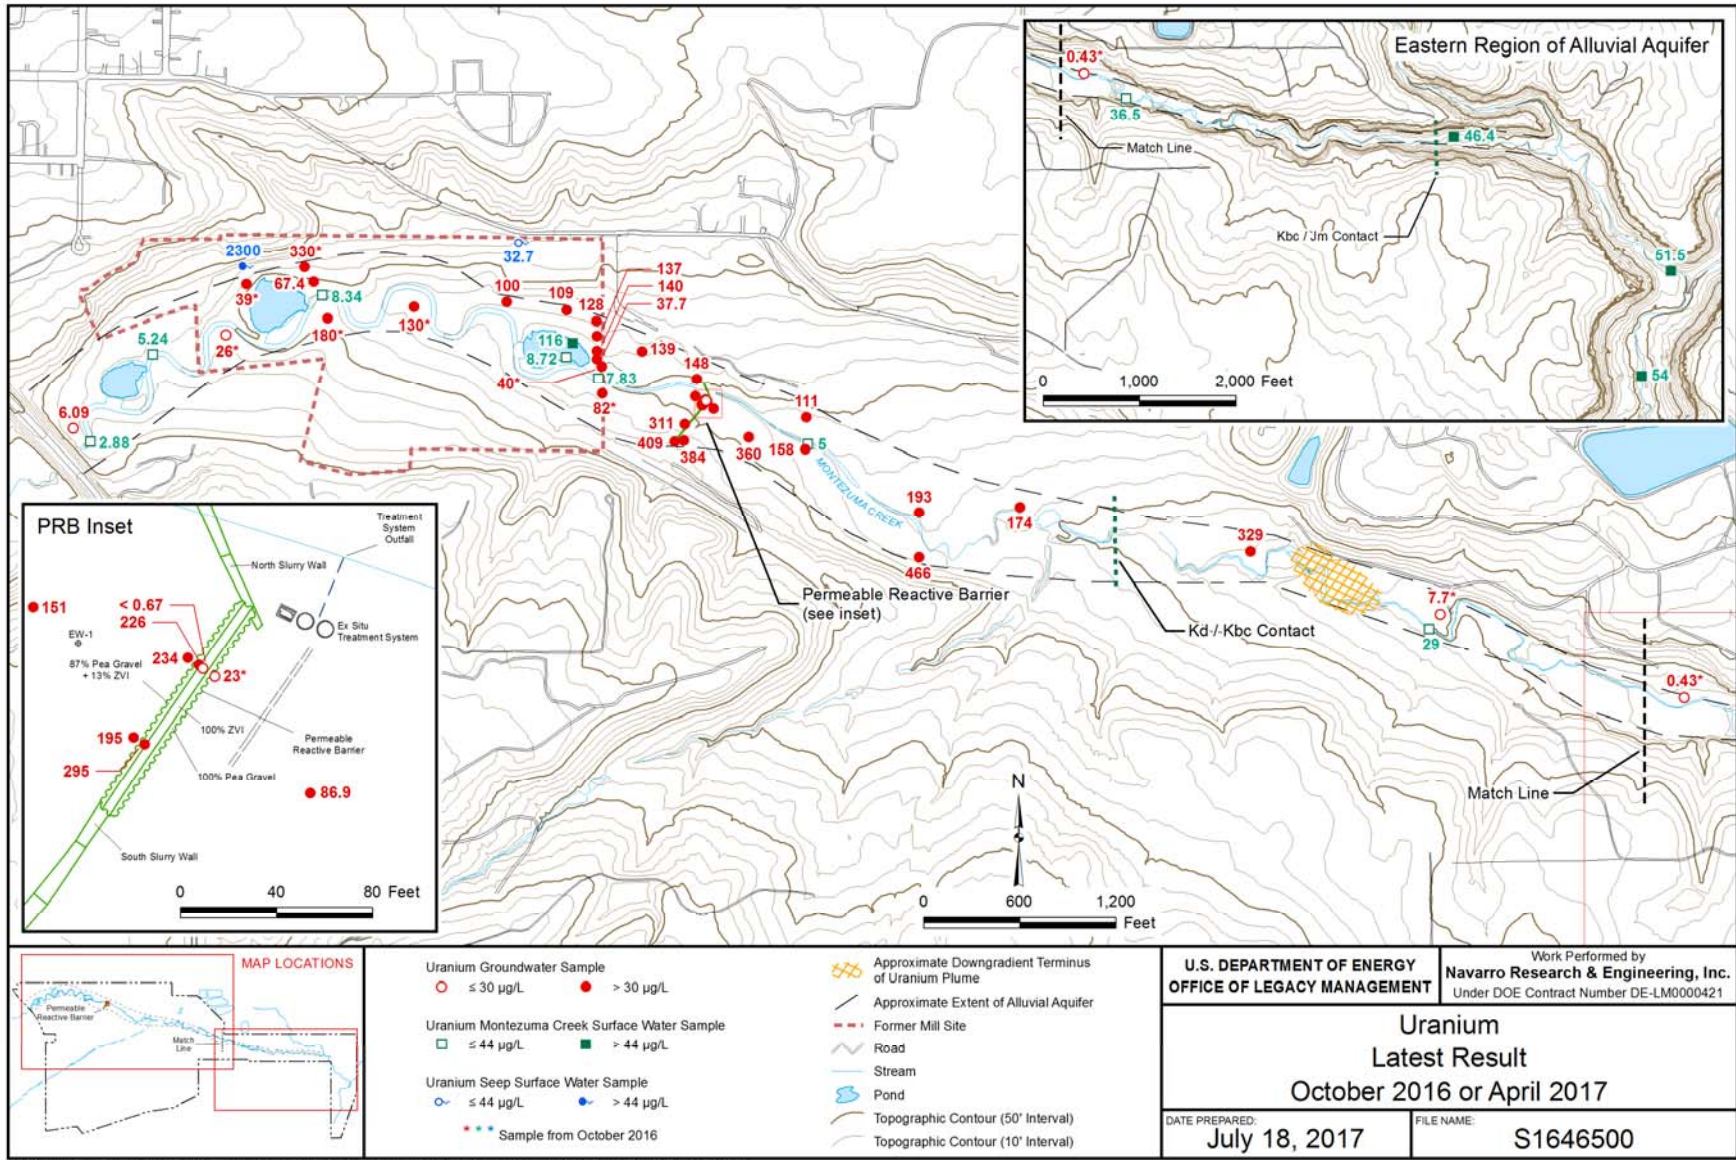 Eastern Region of Alluvial Aquifer
0.43*
36.5
Match Line
46.4
Kbc / Jm Contact
51.5
54
0 1,000 2,000 Feet
2300
330*
67.4
39*
8.34
180*
26*
5.24
6.09
2.88
130*
32.7
100
109
128
137
140
37.7
116
8.72
40*
7.83
82*
139
148
311
409
384
360
111
158
5
MONTEZUMA CREEK
193
466
174
Permeable Reactive Barrier
(see inset)
Kd / Kbc Contact
329
7.7*
29
0.43*
Match Line
N
0 600 1,200
Feet
PRB Inset
Treatment
System
Outfall
North Slurry Wall
151
< 0.67
226
EW-1
Ex Situ
Treatment System
87% Pea Gravel
+ 13% ZVI
234
23*
100% ZVI
195
Permeable
Reactive Barrier
295
100% Pea Gravel
86.9
South Slurry Wall
0 40 80 Feet
MAP LOCATIONS
Permeable
Reactive Barrier
Match
Line
Uranium Groundwater Sample
≤ 30 µg/L > 30 µg/L
Uranium Montezuma Creek Surface Water Sample
≤ 44 µg/L > 44 µg/L
Uranium Seep Surface Water Sample
≤ 44 µg/L > 44 µg/L
* * * Sample from October 2016
Approximate Downgradient Terminus
of Uranium Plume
Approximate Extent of Alluvial Aquifer
Former Mill Site
Road
Stream
Pond
Topographic Contour (50' Interval)
Topographic Contour (10' Interval)
U.S. DEPARTMENT OF ENERGY
OFFICE OF LEGACY MANAGEMENT
Work Performed by
Navarro Research & Engineering, Inc.
Under DOE Contract Number DE-LM0000421
Uranium
Latest Result
October 2016 or April 2017
DATE PREPARED:
July 18, 2017
FILE NAME:
S1646500